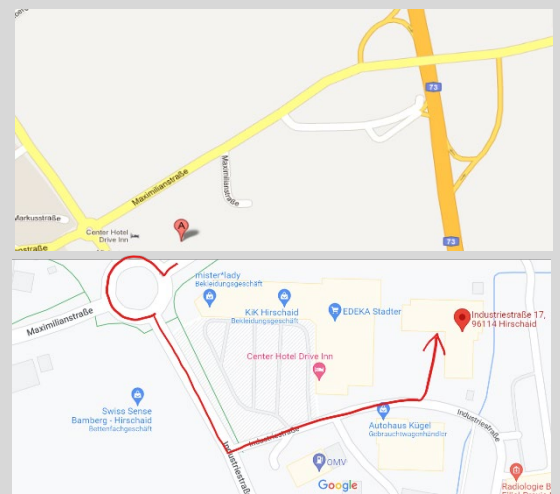 73
Maximilianstraße
Maximilianstraße
Markusstraße
Center Hotel
Drive Inn
A
73
nstraße
mister*lady
Bekleidungsgeschäft
KiK Hirschaid
Bekleidungsgeschäft
EDEKA Stadter
Industriestraße 17,
96114 Hirschaid
Maximilianstraße
Center Hotel Drive Inn
Swiss Sense
Bamberg - Hirschaid
Bettenfachgeschäft
Autohaus Kügel
Gebrauchtwagenhändler
Industriestraße
Industriestraße
Industriestraße
OMV
Google
Radiologie B